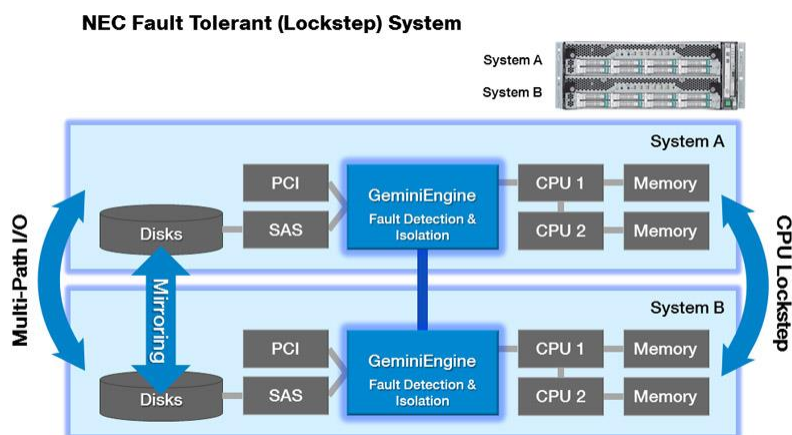 NEC Fault Tolerant (Lockstep) System
System A
System B
System A
PCI
SAS
Disks
GeminiEngine
Fault Detection &
Isolation
CPU 1
Memory
CPU 2
Memory
Multi-Path I/O
Mirroring
CPU Lockstep
System B
PCI
SAS
Disks
GeminiEngine
Fault Detection &
Isolation
CPU 1
Memory
CPU 2
Memory